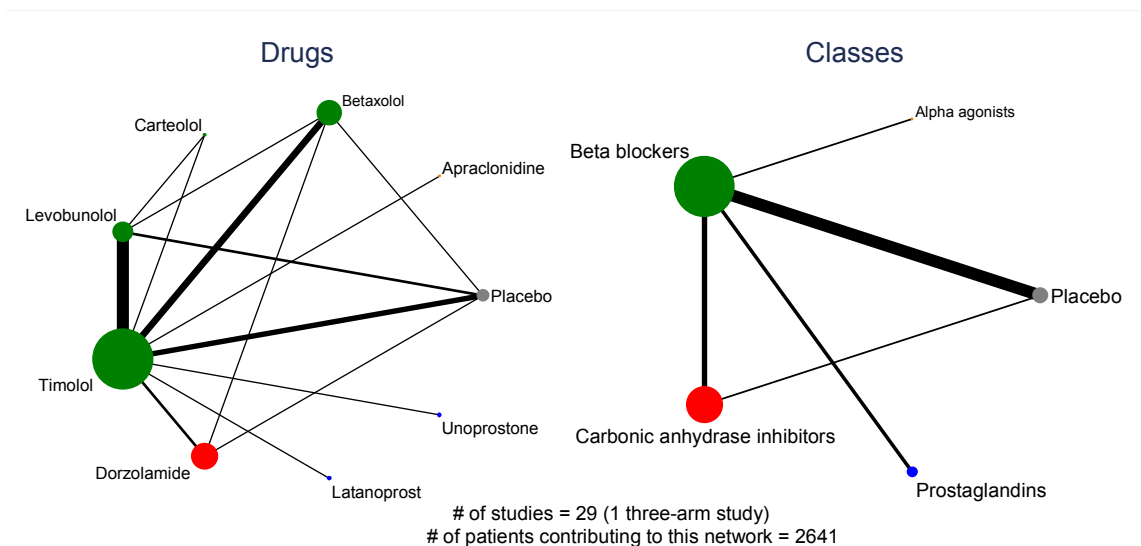 Drugs
Classes
Betaxolol
Carteolol
Apraclonidine
Levobunolol
Placebo
Timolol
Unoprostone
Dorzolamide
Latanoprost
Alpha agonists
Beta blockers
Placebo
Carbonic anhydrase inhibitors
Prostaglandins
# of studies = 29 (1 three-arm study)
# of patients contributing to this network = 2641